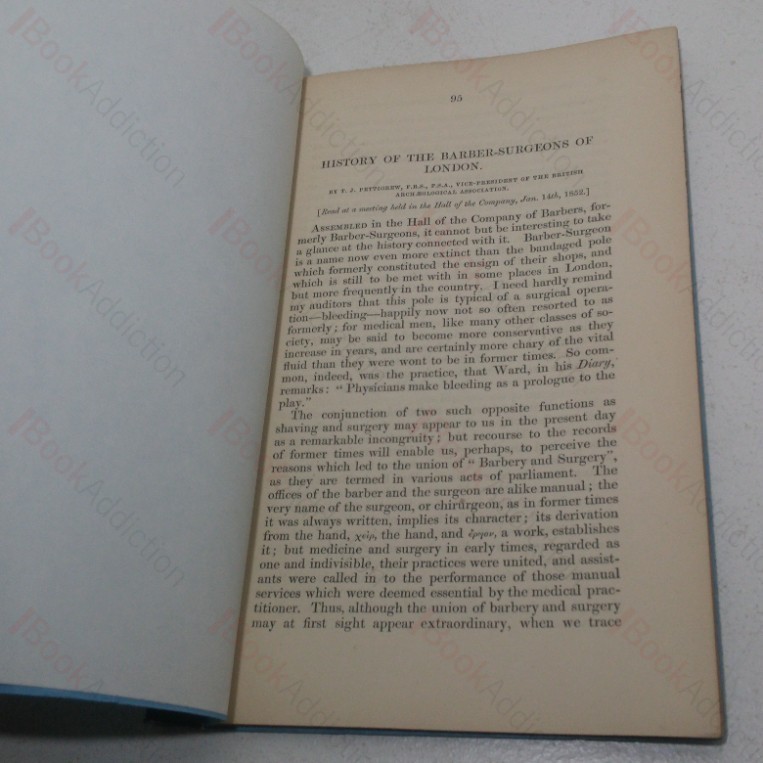 95
HISTORY OF THE BARBER-SURGEONS OF
LONDON.
BY T. J. PETTIGREW, F.R.S., F.S.A., VICE-PRESIDENT OF THE BRITISH
ARCHÆOLOGICAL ASSOCIATION.
[Read at a meeting held in the Hall of the Company, Jan. 14th, 1852.]
ASSEMBLED in the Hall of the Company of Barbers, for-
merly Barber-Surgeons, it cannot but be interesting to take
a glance at the history connected with it. Barber-Surgeon
is a name now even more extinct than the bandaged pole
which formerly constituted the ensign of their shops, and
which is still to be met with in some places in London,
but more frequently in the country. I need hardly remind
my auditors that this pole is typical of a surgical opera-
tion—bleeding—happily now not so often resorted to as
formerly; for medical men, like many other classes of so-
ciety, may be said to become more conservative as they
increase in years, and are certainly more chary of the vital
fluid than they were wont to be in former times. So com-
mon, indeed, was the practice, that Ward, in his Diary,
remarks: "Physicians make bleeding as a prologue to the
play."
The conjunction of two such opposite functions as
shaving and surgery may appear to us in the present day
as a remarkable incongruity; but recourse to the records
of former times will enable us, perhaps, to perceive the
reasons which led to the union of "Barbery and Surgery",
as they are termed in various acts of parliament. The
offices of the barber and the surgeon are alike manual; the
very name of the surgeon, or chirurgeon, as in former times
it was always written, implies its character; its derivation
from the hand, χεὶρ, the hand, and ἔργον, a work, establishes
it; but medicine and surgery in early times, regarded as
one and indivisible, their practices were united, and assist-
ants were called in to the performance of those manual
services which were deemed essential by the medical prac-
titioner. Thus, although the union of barbery and surgery
may at first sight appear extraordinary, when we trace
BookAddiction